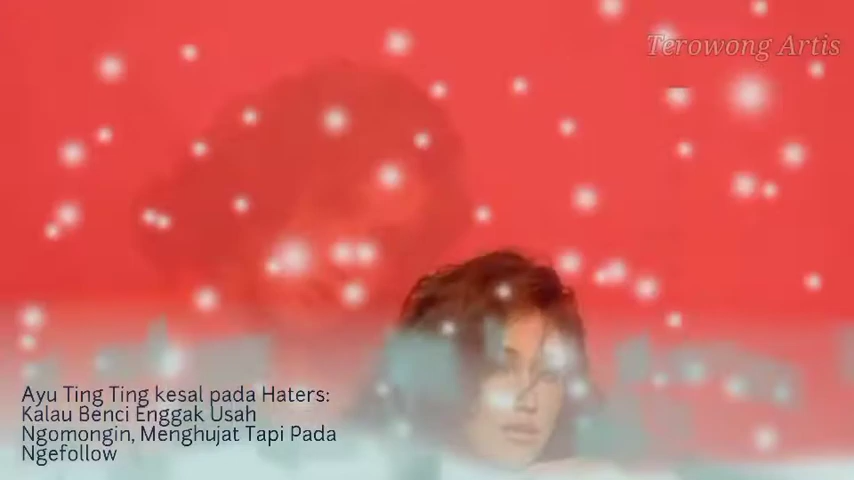 Terowong Artis
Ayu Ting Ting kesal pada Haters:
Kalau Benci Enggak Usah
Ngomongin, Menghujat Tapi Pada
Ngefollow